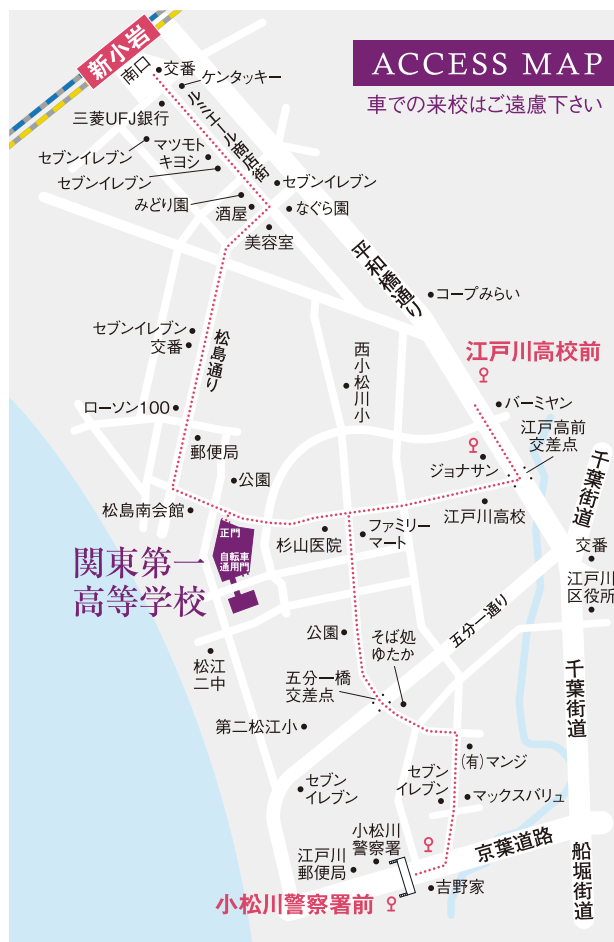 ACCESS MAP
車での来校はご遠慮下さい
新小岩
南口
交番
ケンタッキー
三菱UFJ銀行
ルミエール商店街
セブンイレブン
マツモト
キヨシ
セブンイレブン
セブンイレブン
みどり園
酒屋
なぐら園
美容室
平和橋通り
コープみらい
セブンイレブン
交番
松島通り
西小松川小
江戸川高校前
ローソン100
バーミヤン
江戸高前
交差点
郵便局
ジョナサン
千葉街道
公園
松島南会館
江戸川高校
正門
杉山医院
ファミリー
マート
関東第一
高等学校
自転車
通用門
交番
江戸川
区役所
五分一通り
公園
そば処
ゆたか
松江
二中
五分一橋
交差点
千葉街道
第二松江小
(有)マンジ
セブン
イレブン
セブン
イレブン
マックスバリュ
小松川
警察署
江戸川
郵便局
京葉道路
船堀街道
吉野家
小松川警察署前